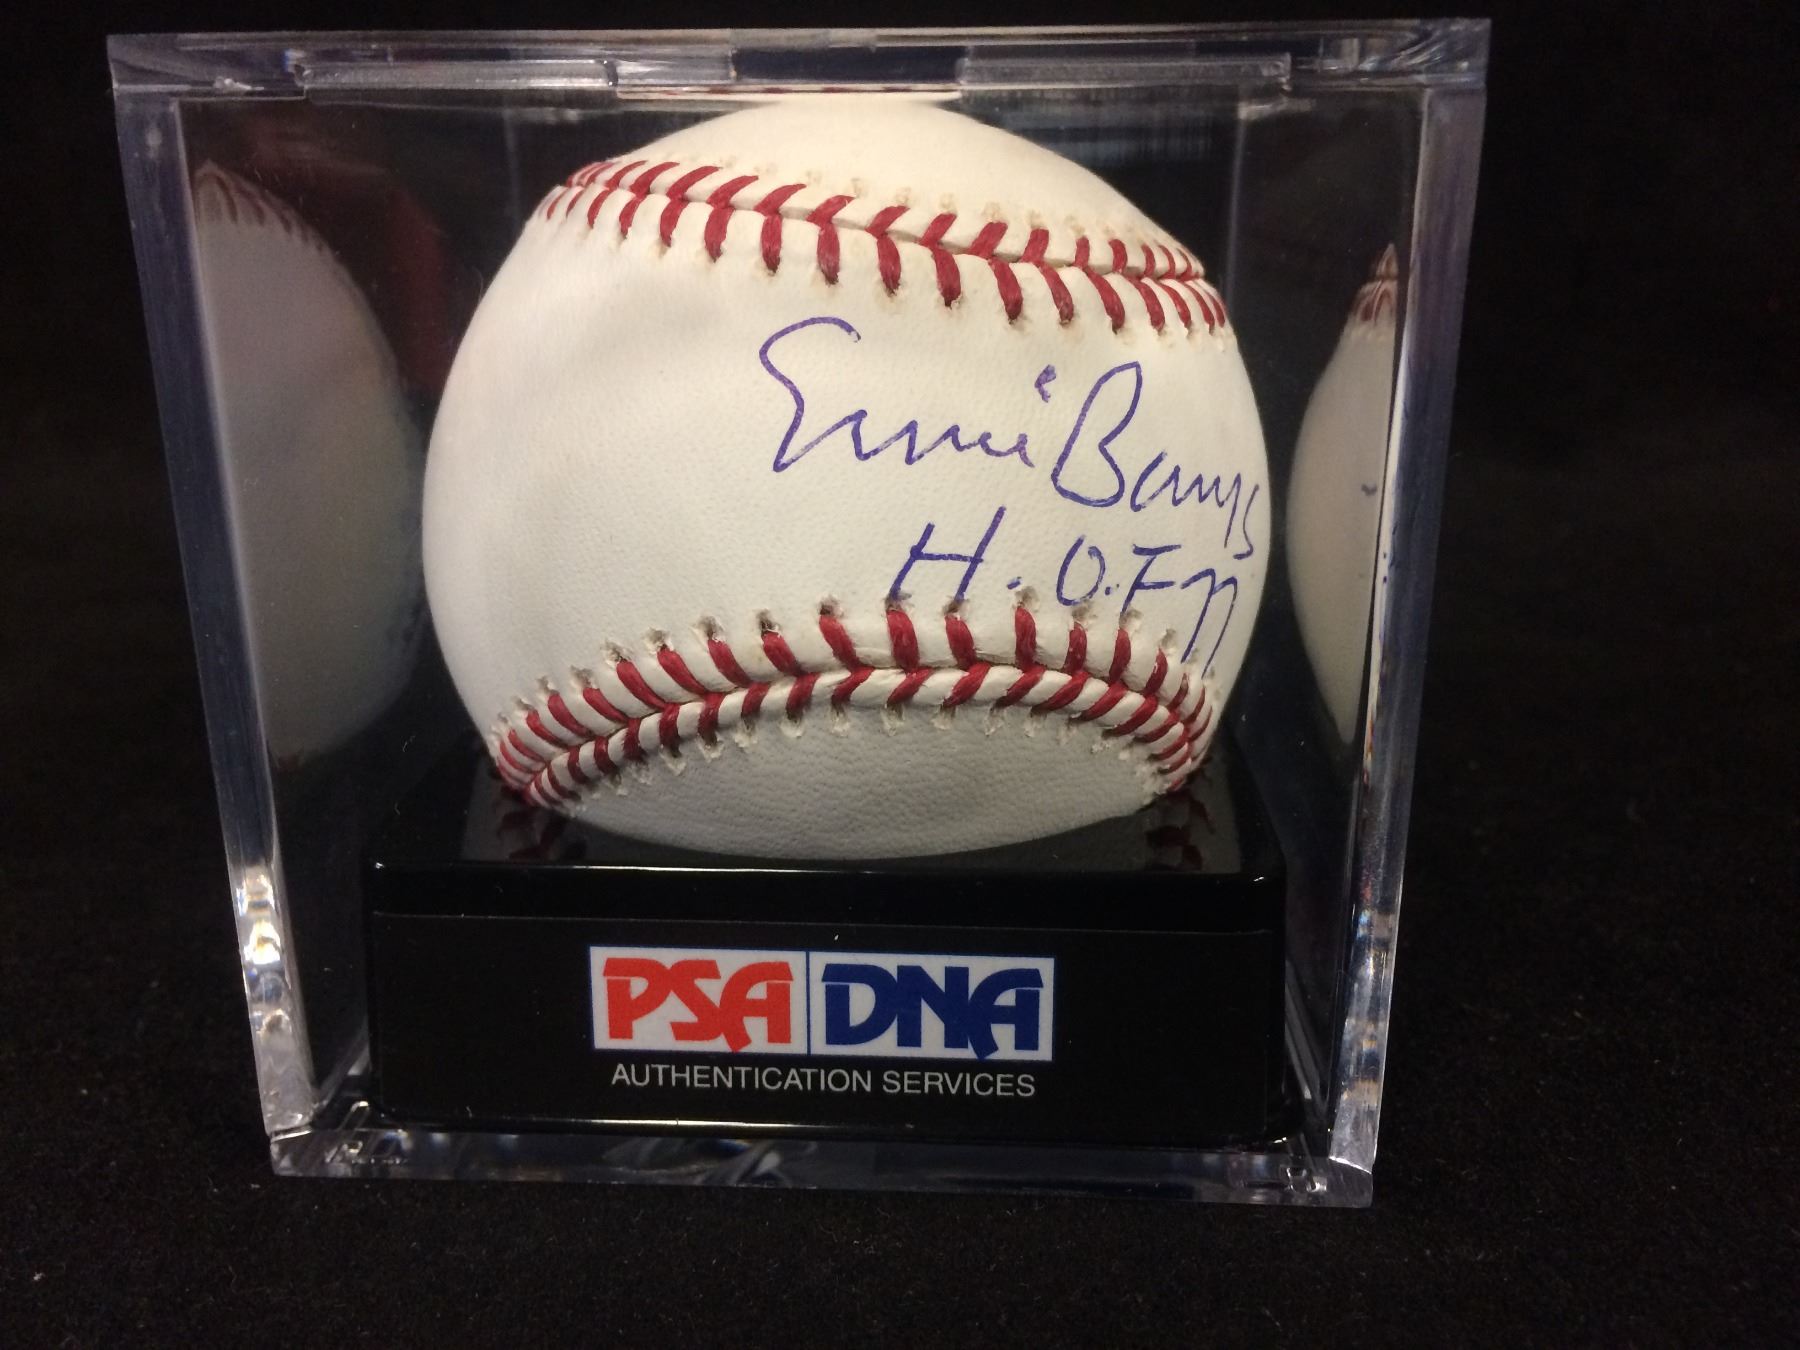 Ernie Banks
H.O.F 77
PSA DNA
AUTHENTICATION SERVICES